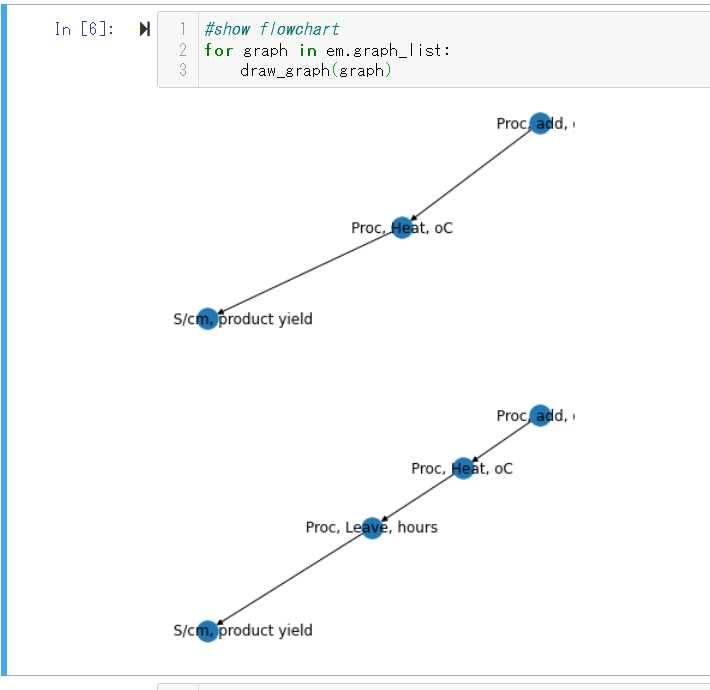 In [6]:
1 #show flowchart
2 for graph in em.graph_list:
3 draw_graph(graph)
Proc, add,
Proc, Heat, oC
S/cm, product yield
Proc, add,
Proc, Heat, oC
Proc, Leave, hours
S/cm, product yield